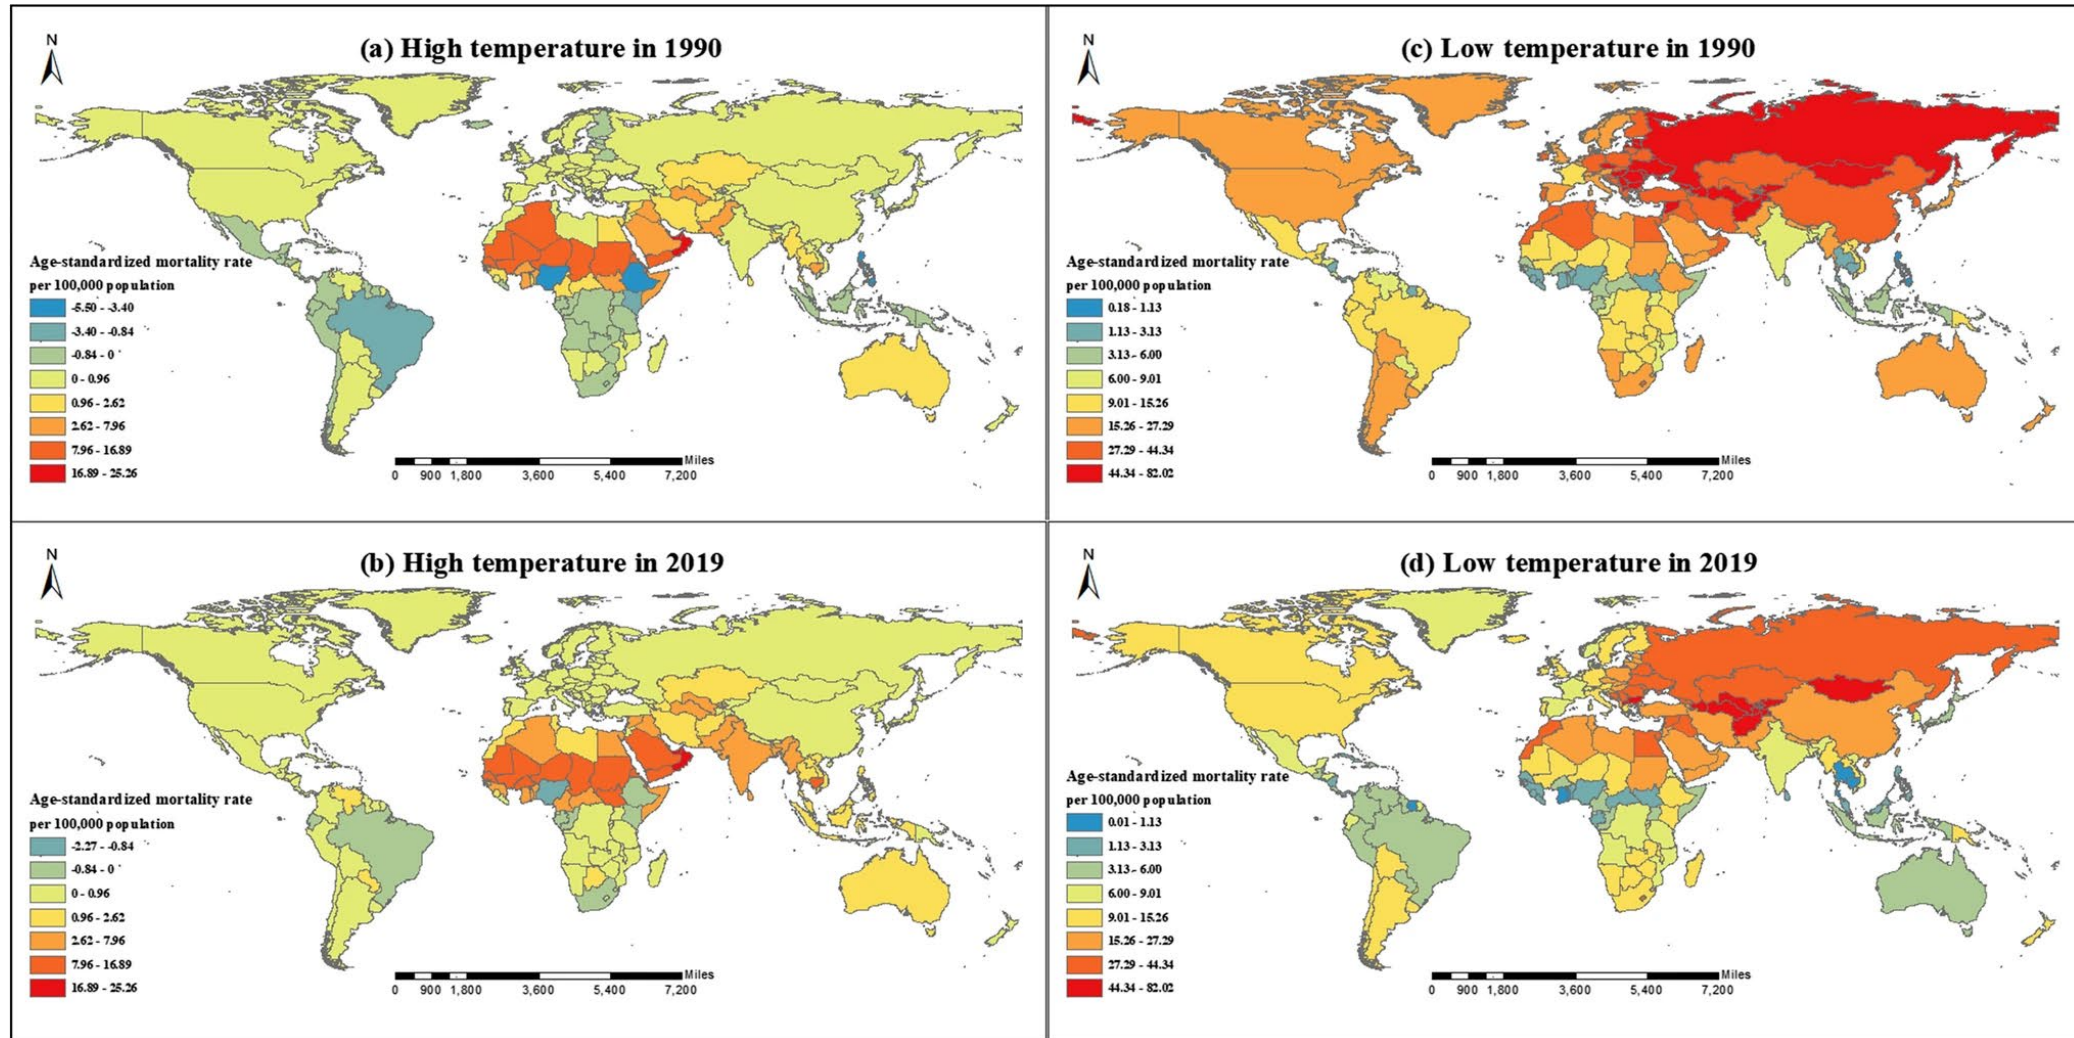 N
(a) High temperature in 1990
Age-standardized mortality rate
per 100,000 population
-5.50 - -3.40
-3.40 - -0.84
-0.84 - 0
0 - 0.96
0.96 - 2.62
2.62 - 7.96
7.96 - 16.89
16.89 - 25.26
Miles
0 900 1,800 3,600 5,400 7,200
N
(c) Low temperature in 1990
Age-standardized mortality rate
per 100,000 population
0.18 - 1.13
1.13 - 3.13
3.13 - 6.00
6.00 - 9.01
9.01 - 15.26
15.26 - 27.29
27.29 - 44.34
44.34 - 82.02
Miles
0 900 1,800 3,600 5,400 7,200
N
(b) High temperature in 2019
Age-standardized mortality rate
per 100,000 population
-2.27 - -0.84
-0.84 - 0
0 - 0.96
0.96 - 2.62
2.62 - 7.96
7.96 - 16.89
16.89 - 25.26
Miles
0 900 1,800 3,600 5,400 7,200
N
(d) Low temperature in 2019
Age-standardized mortality rate
per 100,000 population
0.01 - 1.13
1.13 - 3.13
3.13 - 6.00
6.00 - 9.01
9.01 - 15.26
15.26 - 27.29
27.29 - 44.34
44.34 - 82.02
Miles
0 900 1,800 3,600 5,400 7,200